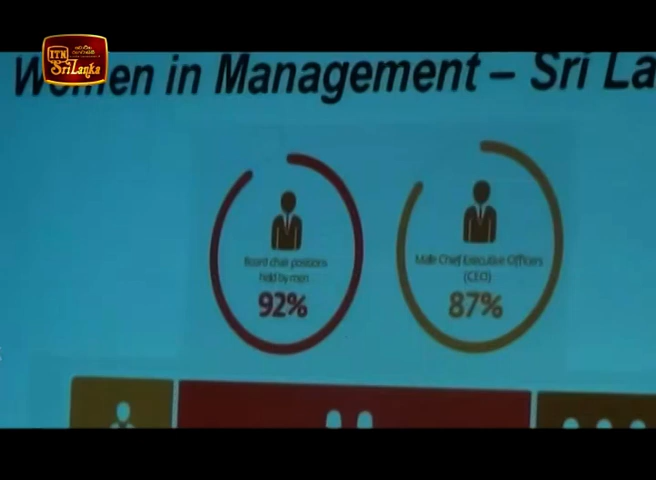 ITN
Sri Lanka
Women in Management – Sri La
Board chair positions
held by men
92%
Male Chief Executive Officers
(CEO)
87%